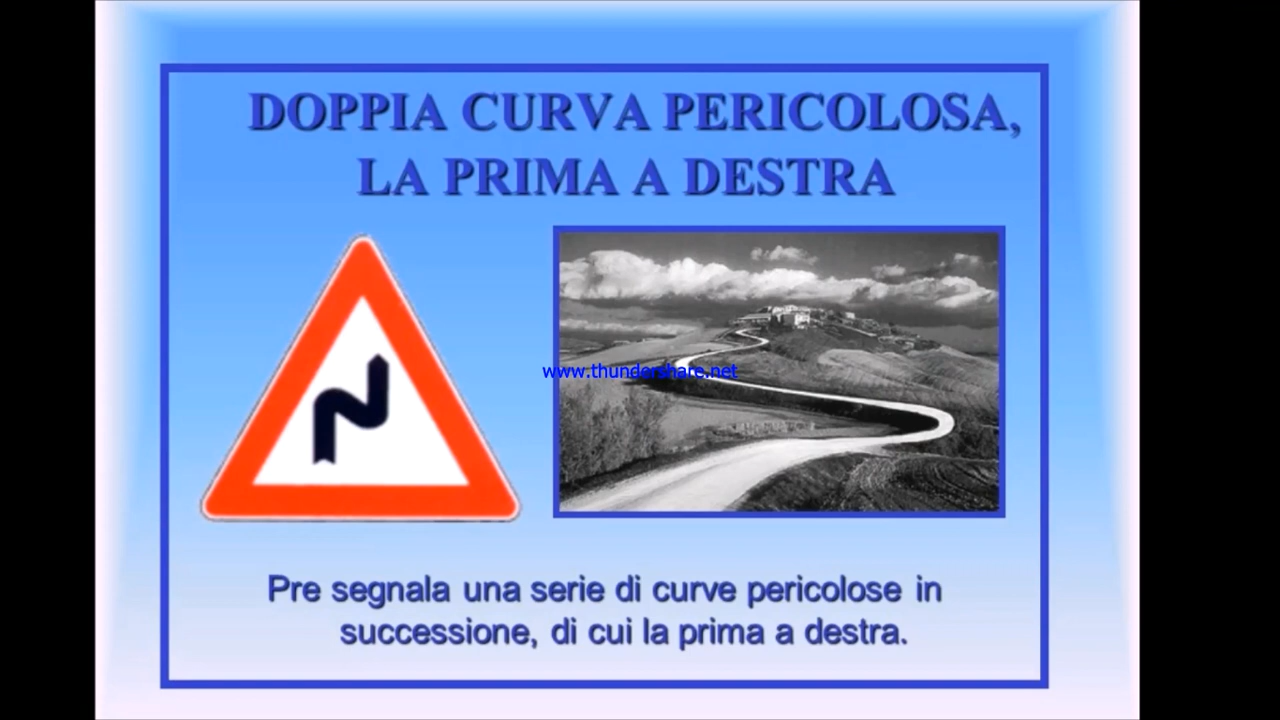 DOPPIA CURVA PERICOLOSA,
LA PRIMA A DESTRA
www.thundershare.net
Pre segnala una serie di curve pericolose in
successione, di cui la prima a destra.